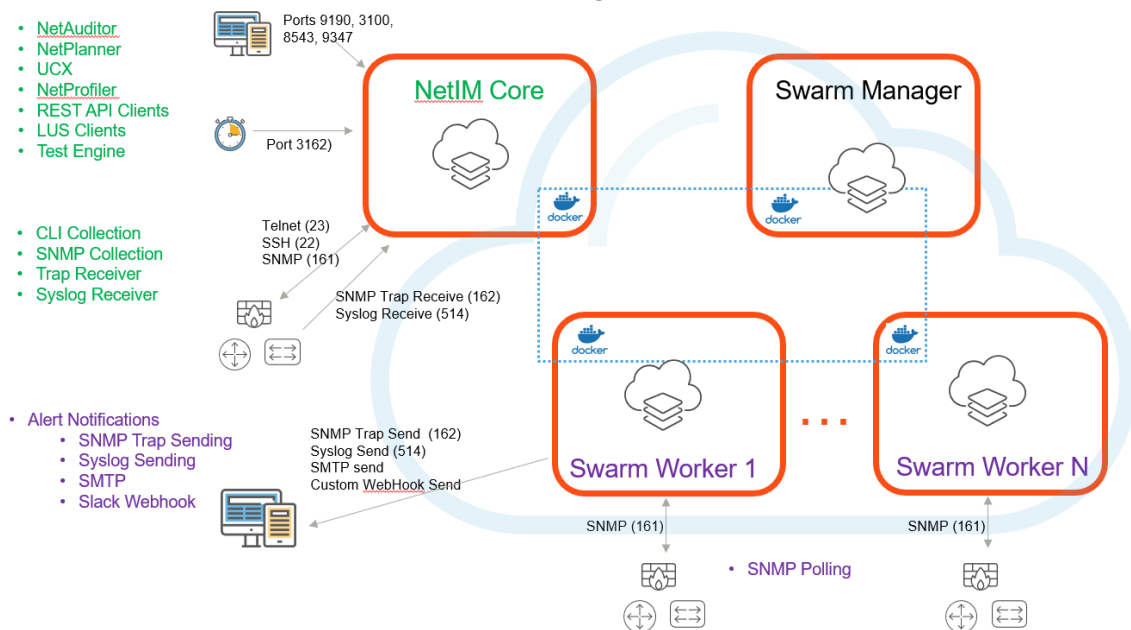 NetAuditor
NetPlanner
UCX
NetProfiler
REST API Clients
LUS Clients
Test Engine
Ports 9190, 3100,
8543, 9347
Port 3162)
NetIM Core
docker
Swarm Manager
docker
CLI Collection
SNMP Collection
Trap Receiver
Syslog Receiver
Telnet (23)
SSH (22)
SNMP (161)
SNMP Trap Receive (162)
Syslog Receive (514)
Alert Notifications
SNMP Trap Sending
Syslog Sending
SMTP
Slack Webhook
SNMP Trap Send (162)
Syslog Send (514)
SMTP send
Custom WebHook Send
docker
Swarm Worker 1
...
docker
Swarm Worker N
SNMP (161)
SNMP (161)
SNMP Polling